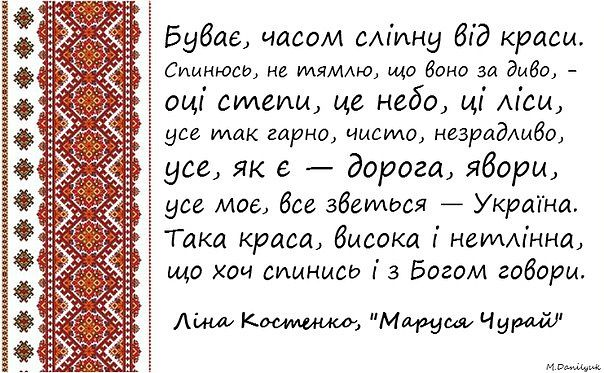 Буває, часом сліпну від краси.
Спинюсь, не тямлю, що воно за диво, -
оці степи, це небо, ці ліси,
усе так гарно, чисто, незрадливо,
усе, як є — дорога, явори,
усе моє, все зветься — Україна.
Така краса, висока і нетлінна,
що хоч спинись і з Богом говори.
Ліна Костенко, "Маруся Чурай"
M.Danilyuk